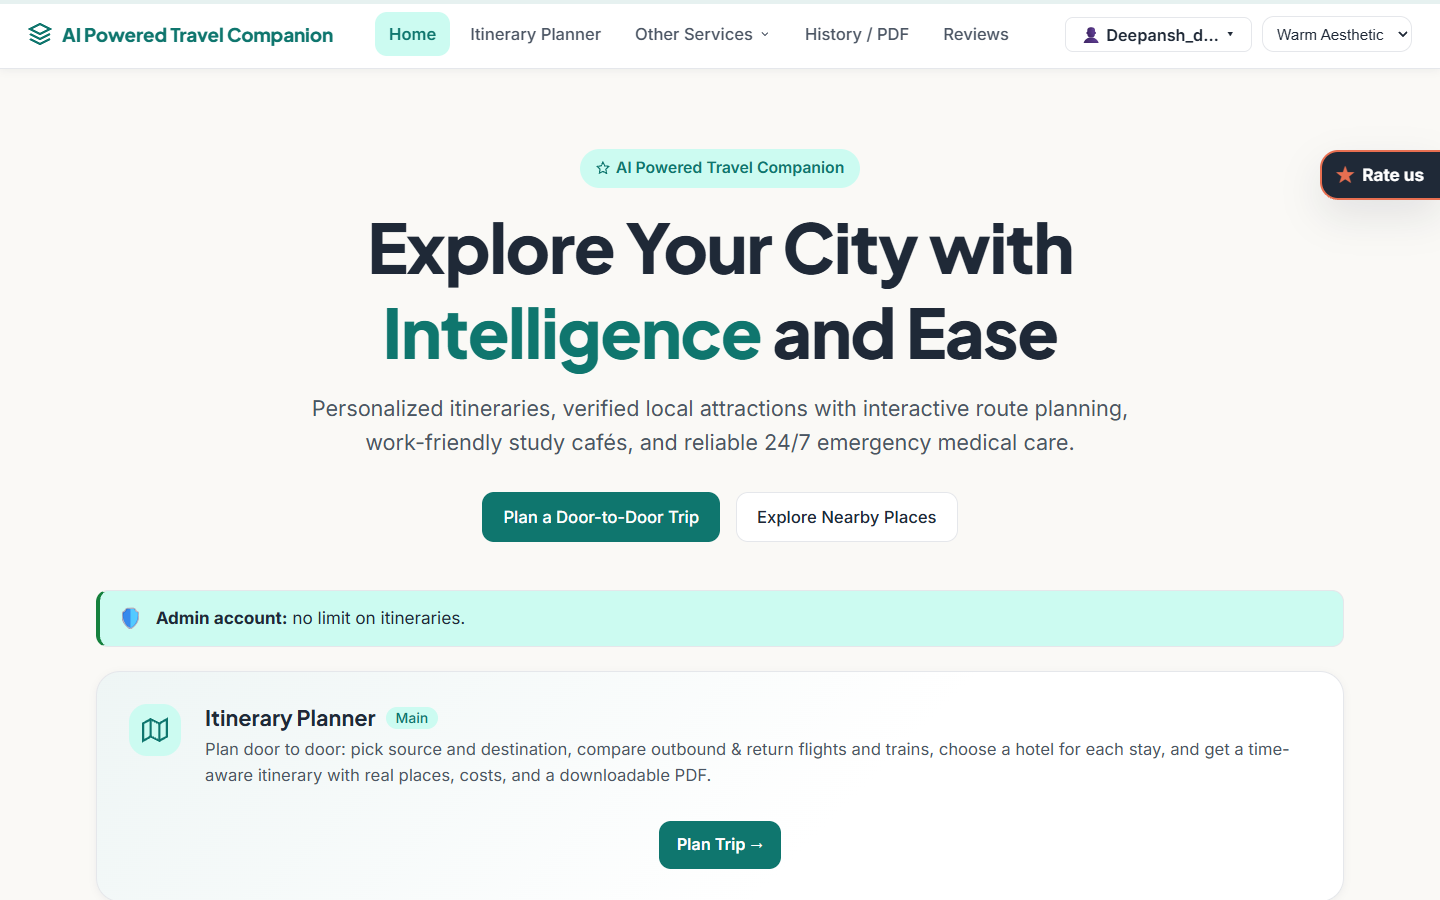 AI Powered Travel Companion
Home
Itinerary Planner
Other Services
History / PDF
Reviews
Deepansh_d...
Warm Aesthetic
AI Powered Travel Companion
Rate us
Explore Your City with
Intelligence and Ease
Personalized itineraries, verified local attractions with interactive route planning,
work-friendly study cafés, and reliable 24/7 emergency medical care.
Plan a Door-to-Door Trip
Explore Nearby Places
Admin account: no limit on itineraries.
Itinerary Planner
Main
Plan door to door: pick source and destination, compare outbound & return flights and trains, choose a hotel for each stay, and get a time-
aware itinerary with real places, costs, and a downloadable PDF.
Plan Trip →